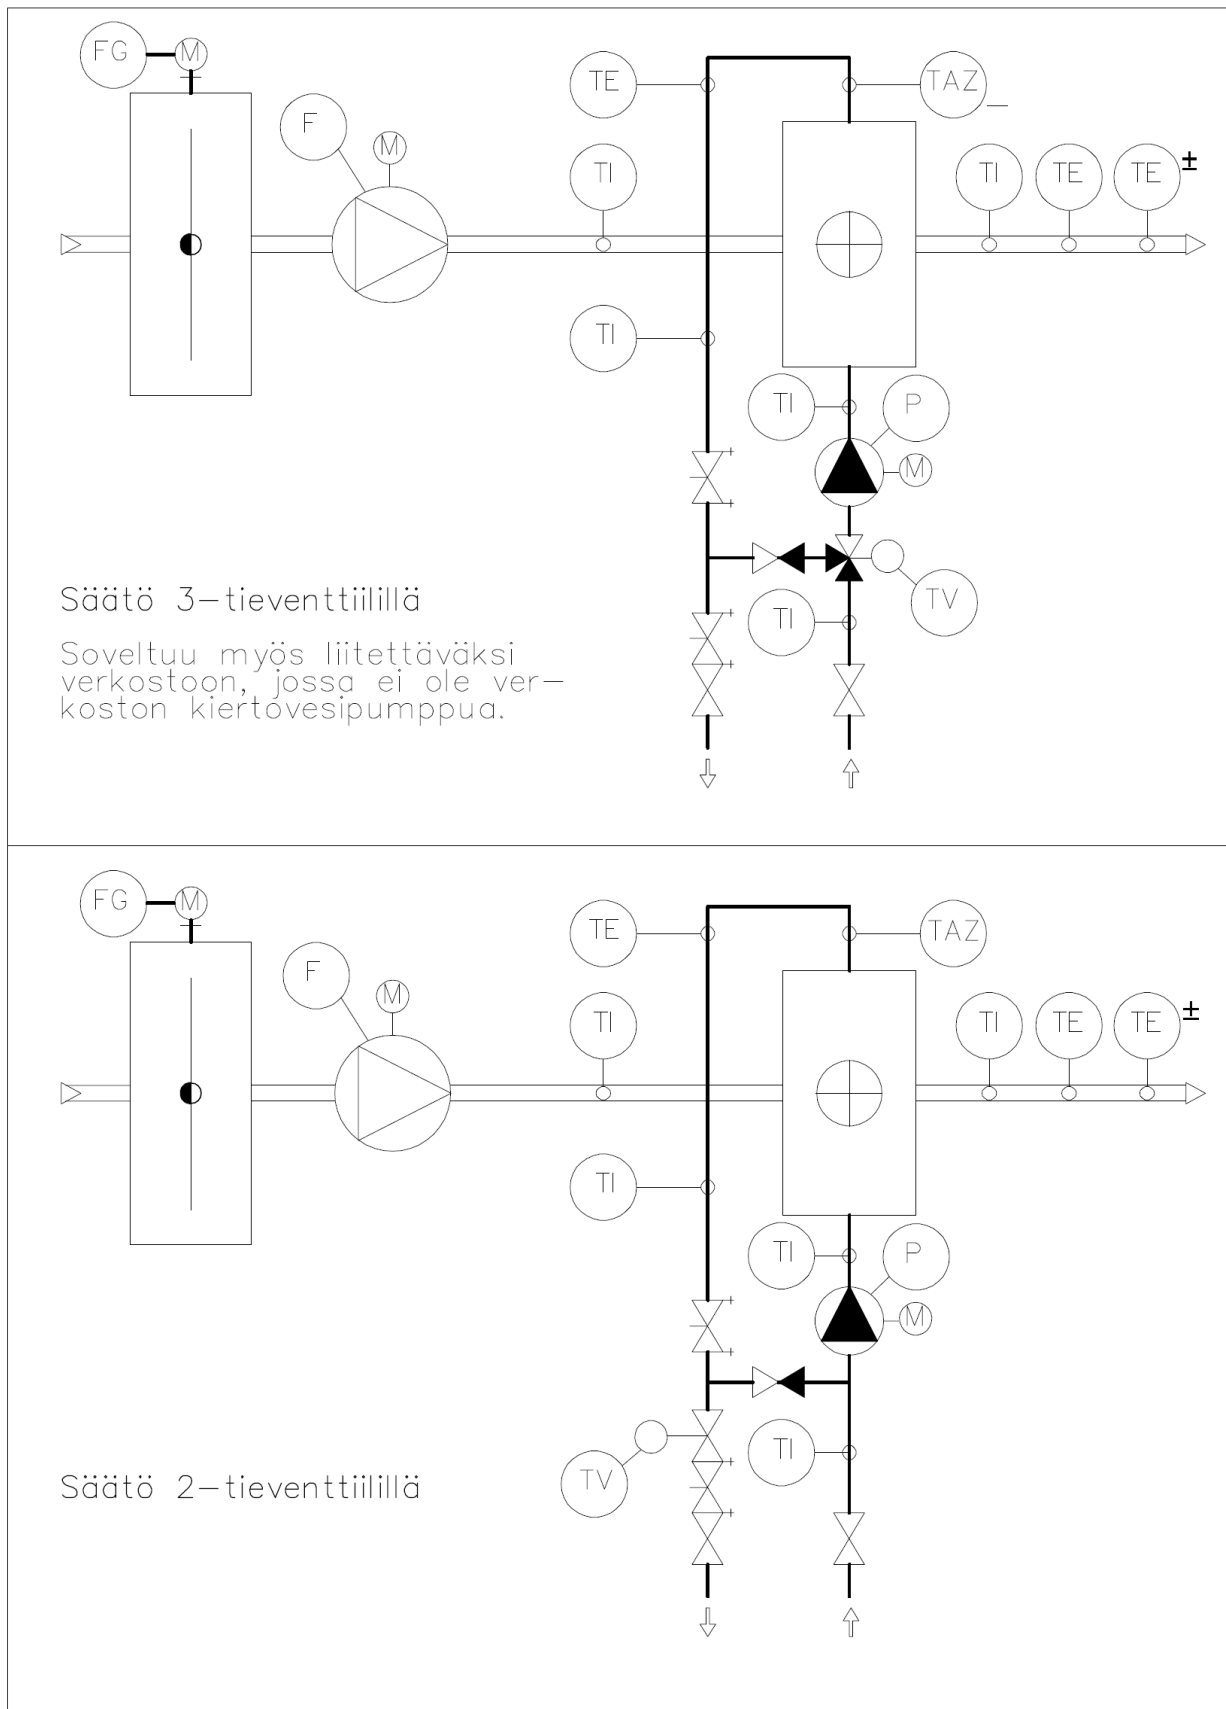 FG M
F
M
TE
TAZ
TI
TI TE TE ±
TI
TI
P
M
Säätö 3-tieventtiilillä
Soveltuu myös liitettäväksi
verkostoon, jossa ei ole ver-
koston kiertovesipumppua.
TV
TI
FG M
F
M
TE
TAZ
TI
TI TE TE ±
TI
TI
P
M
TI
TV
Säätö 2-tieventtiilillä